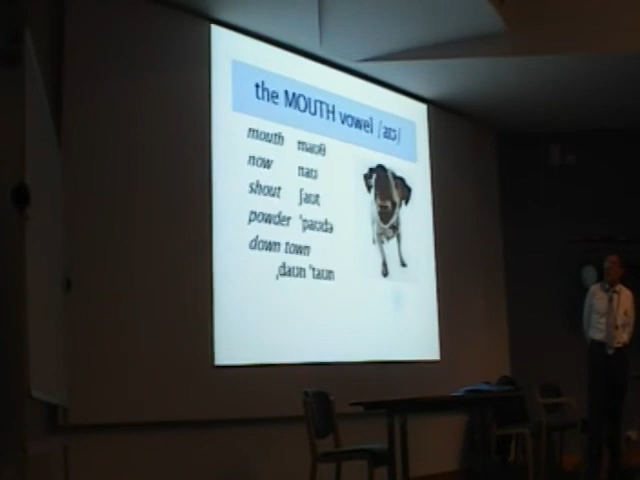 the MOUTH vowel /aʊ/
mouth maʊθ
now naʊ
shout ʃaʊt
powder ˈpaʊdə
down town
ˌdaʊn ˈtaʊn